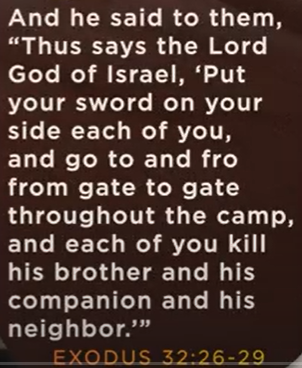 And he said to them,
“Thus says the Lord
God of Israel, ‘Put
your sword on your
side each of you,
and go to and fro
from gate to gate
throughout the camp,
and each of you kill
his brother and his
companion and his
neighbor.’”
EXODUS 32:26-29